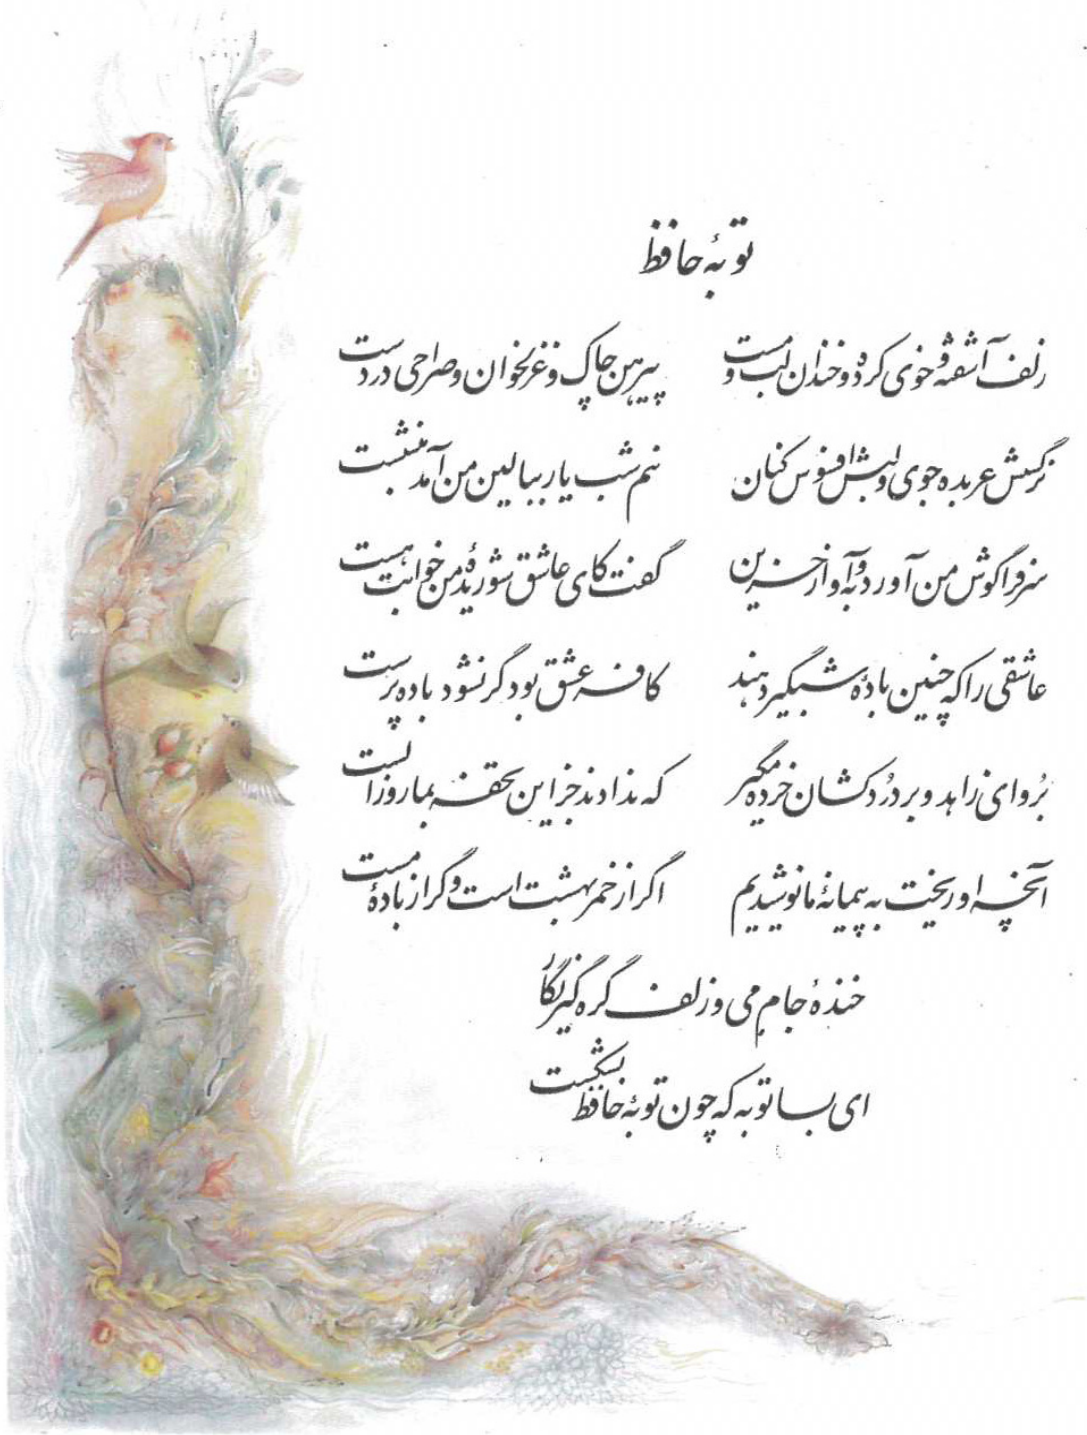 توبهٔ حافظ
زلف آشفته و خوی کرده و خندان لب و مست پیرهن چاک و غزلخوان و صراحی در دست
نرگسش عربده جوی و لبش افسوس کنان نیم شب یار ببالین من آمد بنشست
سر فرا گوش من آورد و به آواز حزین گفت کای عاشق شوریدهٔ من خوابت هست
عاشقی را که چنین بادهٔ شبگیر دهند کافر عشق بود گر نشود باده پرست
برُو ای زاهد و بر دُردکشان خرده مگیر که ندادند جز این تحفه بما روز الست
آنچه او ریخت به پیمانهٔ ما نوشیدیم اگر از خمر بهشت است و گر از بادهٔ مست
خندهٔ جام می و زلف گره گیر نگار
ای بسا توبه که چون توبهٔ حافظ بشکست